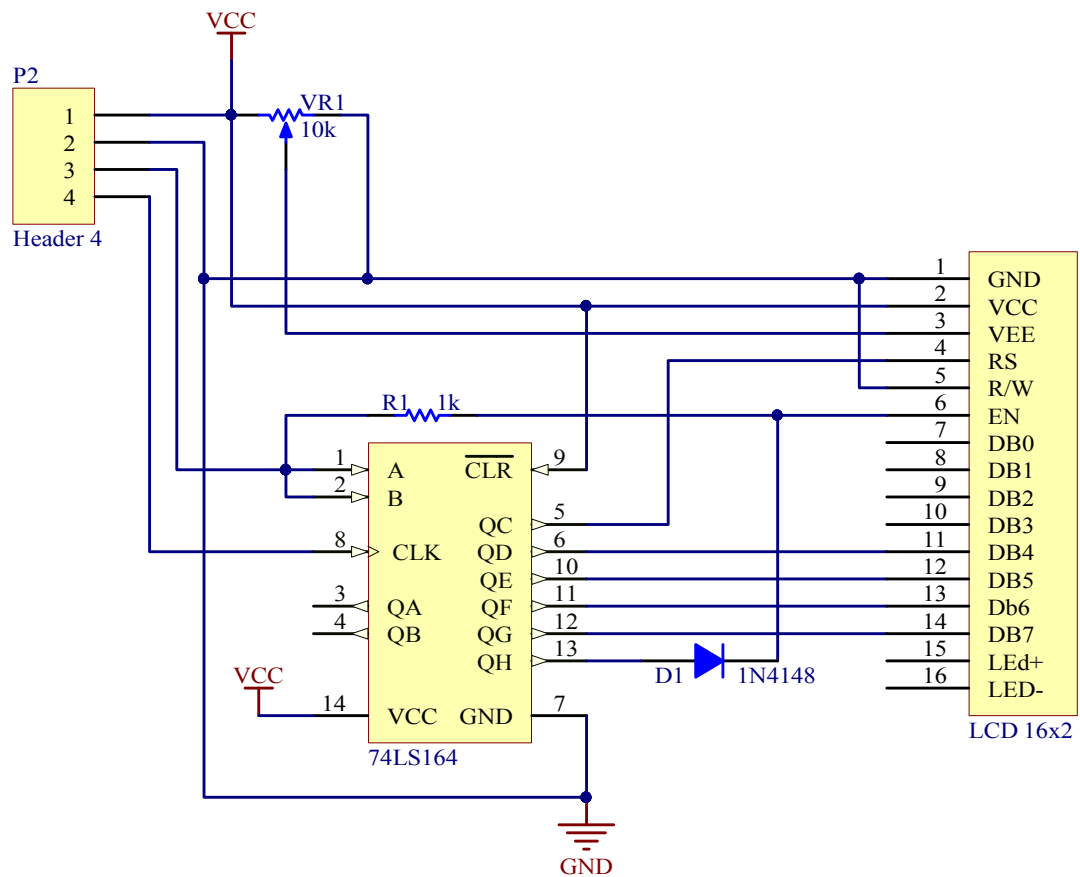 VCC
P2
1
2
3
4
Header 4
VR1
10k
R1 1k
1 A
2 B
8 CLK
3 QA
4 QB
14 VCC
CLR 9
QC 5
QD 6
QE 10
QF 11
QG 12
QH 13
GND 7
74LS164
VCC
D1 1N4148
GND
1 GND
2 VCC
3 VEE
4 RS
5 R/W
6 EN
7 DB0
8 DB1
9 DB2
10 DB3
11 DB4
12 DB5
13 Db6
14 DB7
15 LEd+
16 LED-
LCD 16x2